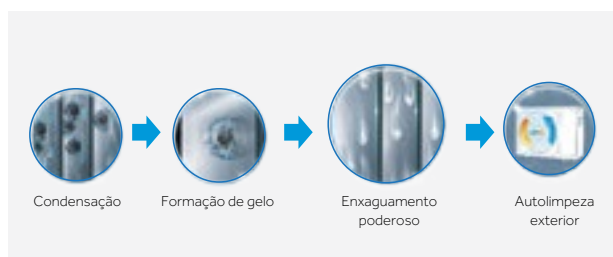 Condensação
Formação de gelo
Enxaguamento
poderoso
Autolimpeza
exterior